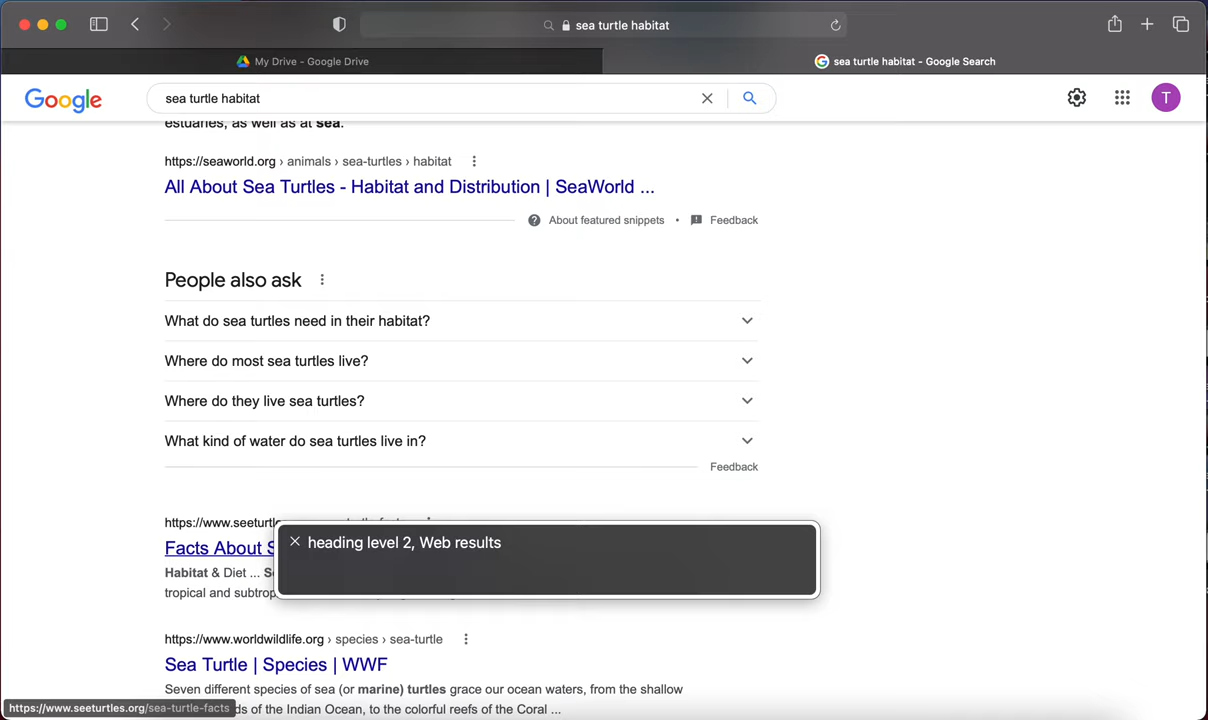 sea turtle habitat
My Drive - Google Drive
sea turtle habitat - Google Search
Google
sea turtle habitat
T
estuaries, as well as at sea.
https://seaworld.org › animals › sea-turtles › habitat
All About Sea Turtles - Habitat and Distribution | SeaWorld ...
About featured snippets • Feedback
People also ask
What do sea turtles need in their habitat?
Where do most sea turtles live?
Where do they live sea turtles?
What kind of water do sea turtles live in?
Feedback
https://www.seeturtle
Facts About S
heading level 2, Web results
Habitat & Diet ...
tropical and subtrop
https://www.worldwildlife.org › species › sea-turtle
Sea Turtle | Species | WWF
Seven different species of sea (or marine) turtles grace our ocean waters, from the shallow
of the Indian Ocean, to the colorful reefs of the Coral ...
https://www.seeturtles.org/sea-turtle-facts